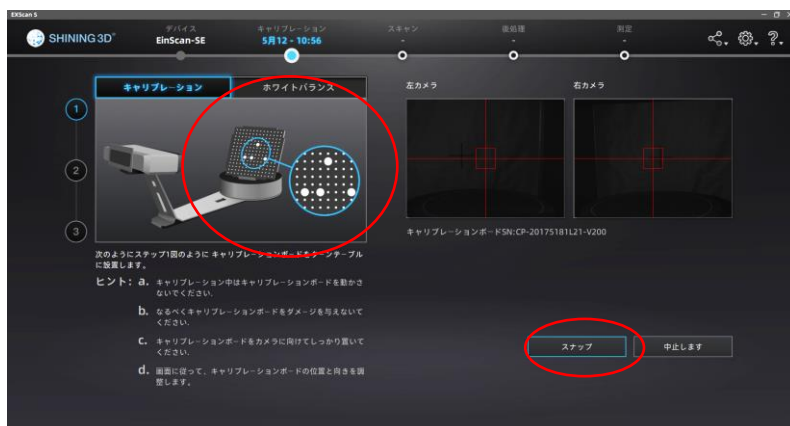 EXScan S
SHINING 3D®
デバイス
EinScan-SE
キャリブレーション
5月12 - 10:56
スキャン
-
後処理
-
測定
-
キャリブレーション
ホワイトバランス
1
2
3
左カメラ
右カメラ
キャリブレーションボードSN:CP-20175181L21-V200
次のようにステップ1図のように キャリブレーションボードをターンテーブル
に設置します。
ヒント: a. キャリブレーション中はキャリブレーションボードを動かさ
ないでください.
b. なるべくキャリブレーションボードをダメージを与えないて
ください.
c. キャリブレーションボードをカメラに向けてしっかり置いて
ください.
d. 画面に従って、キャリブレーションボードの位置と向きを調
整します。
スナップ
中止します